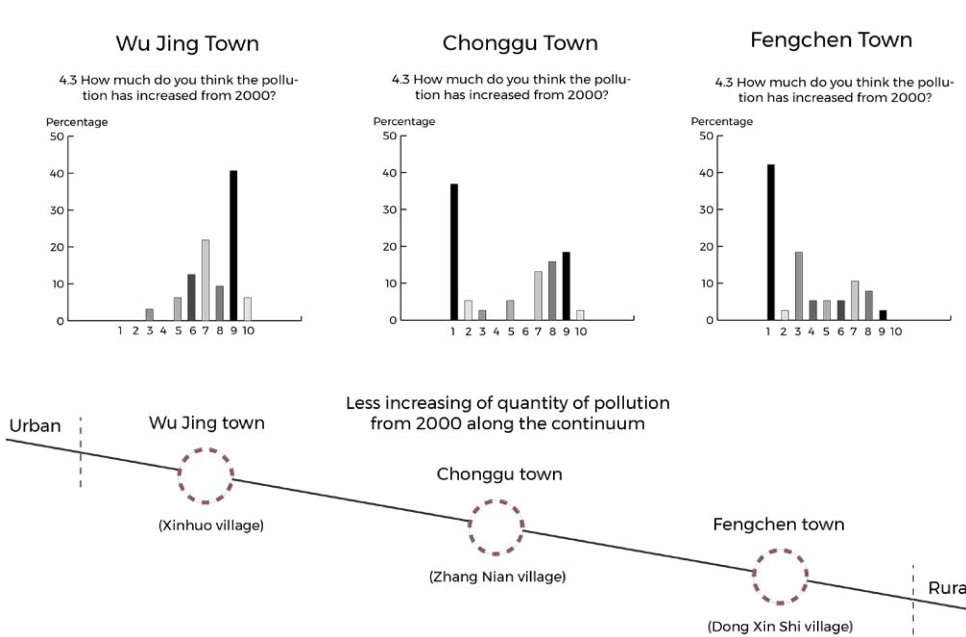 Wu Jing Town
4.3 How much do you think the pollu-
tion has increased from 2000?
Percentage
50
40
30
20
10
0
1 2 3 4 5 6 7 8 9 10
Chonggu Town
4.3 How much do you think the pollu-
tion has increased from 2000?
Percentage
50
40
30
20
10
0
1 2 3 4 5 6 7 8 9 10
Fengchen Town
4.3 How much do you think the pollu-
tion has increased from 2000?
Percentage
50
40
30
20
10
0
1 2 3 4 5 6 7 8 9 10
Less increasing of quantity of pollution
from 2000 along the continuum
Urban
Wu Jing town
(Xinhuo village)
Chonggu town
(Zhang Nian village)
Fengchen town
(Dong Xin Shi village)
Rura